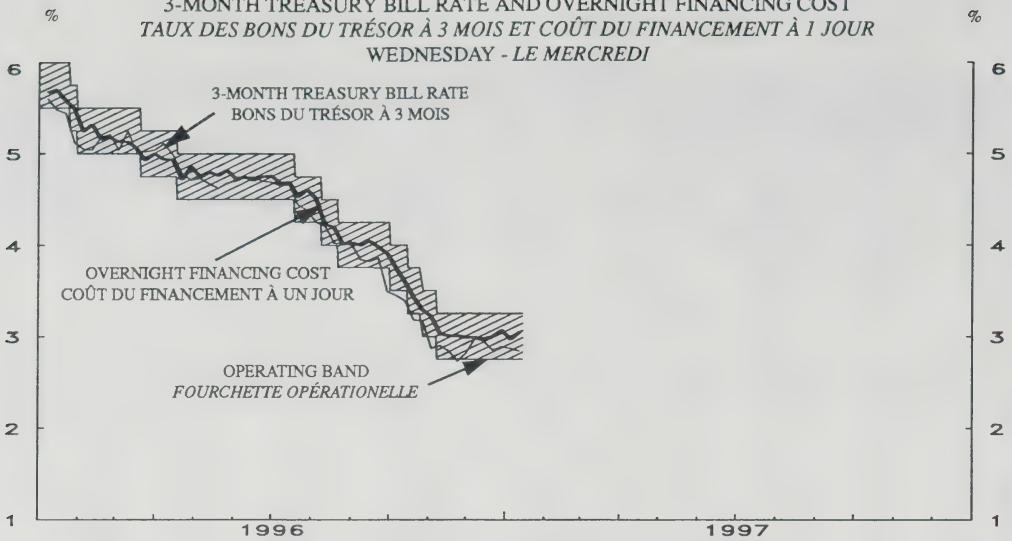 3-MONTH TREASURY BILL RATE AND OVERNIGHT FINANCING COST
% %
TAUX DES BONS DU TRÉSOR À 3 MOIS ET COÛT DU FINANCEMENT À 1 JOUR
WEDNESDAY - LE MERCREDI
6 6
3-MONTH TREASURY BILL RATE
BONS DU TRÉSOR À 3 MOIS
5 5
4 4
OVERNIGHT FINANCING COST
COÛT DU FINANCEMENT À UN JOUR
3 3
OPERATING BAND
FOURCHETTE OPÉRATIONELLE
2 2
1 1
1996 1997